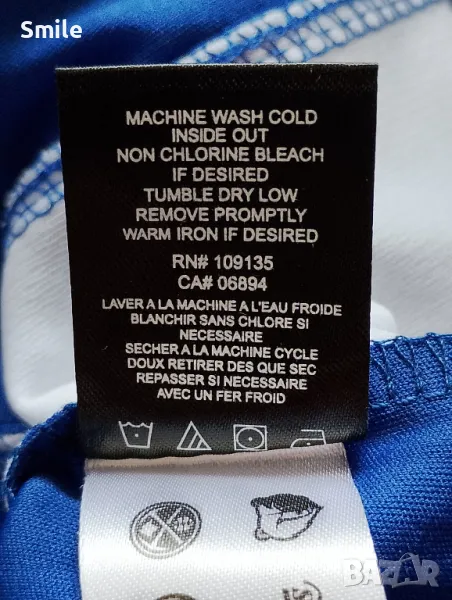 Smile
MACHINE WASH COLD
INSIDE OUT
NON CHLORINE BLEACH
IF DESIRED
TUMBLE DRY LOW
REMOVE PROMPTLY
WARM IRON IF DESIRED
RN# 109135
CA# 06894
LAVER A LA MACHINE A L'EAU FROIDE
BLANCHIR SANS CHLORE SI
NECESSAIRE
SECHER A LA MACHINE CYCLE
DOUX RETIRER DES QUE SEC
REPASSER SI NECESSAIRE
AVEC UN FER FROID
BAZAR